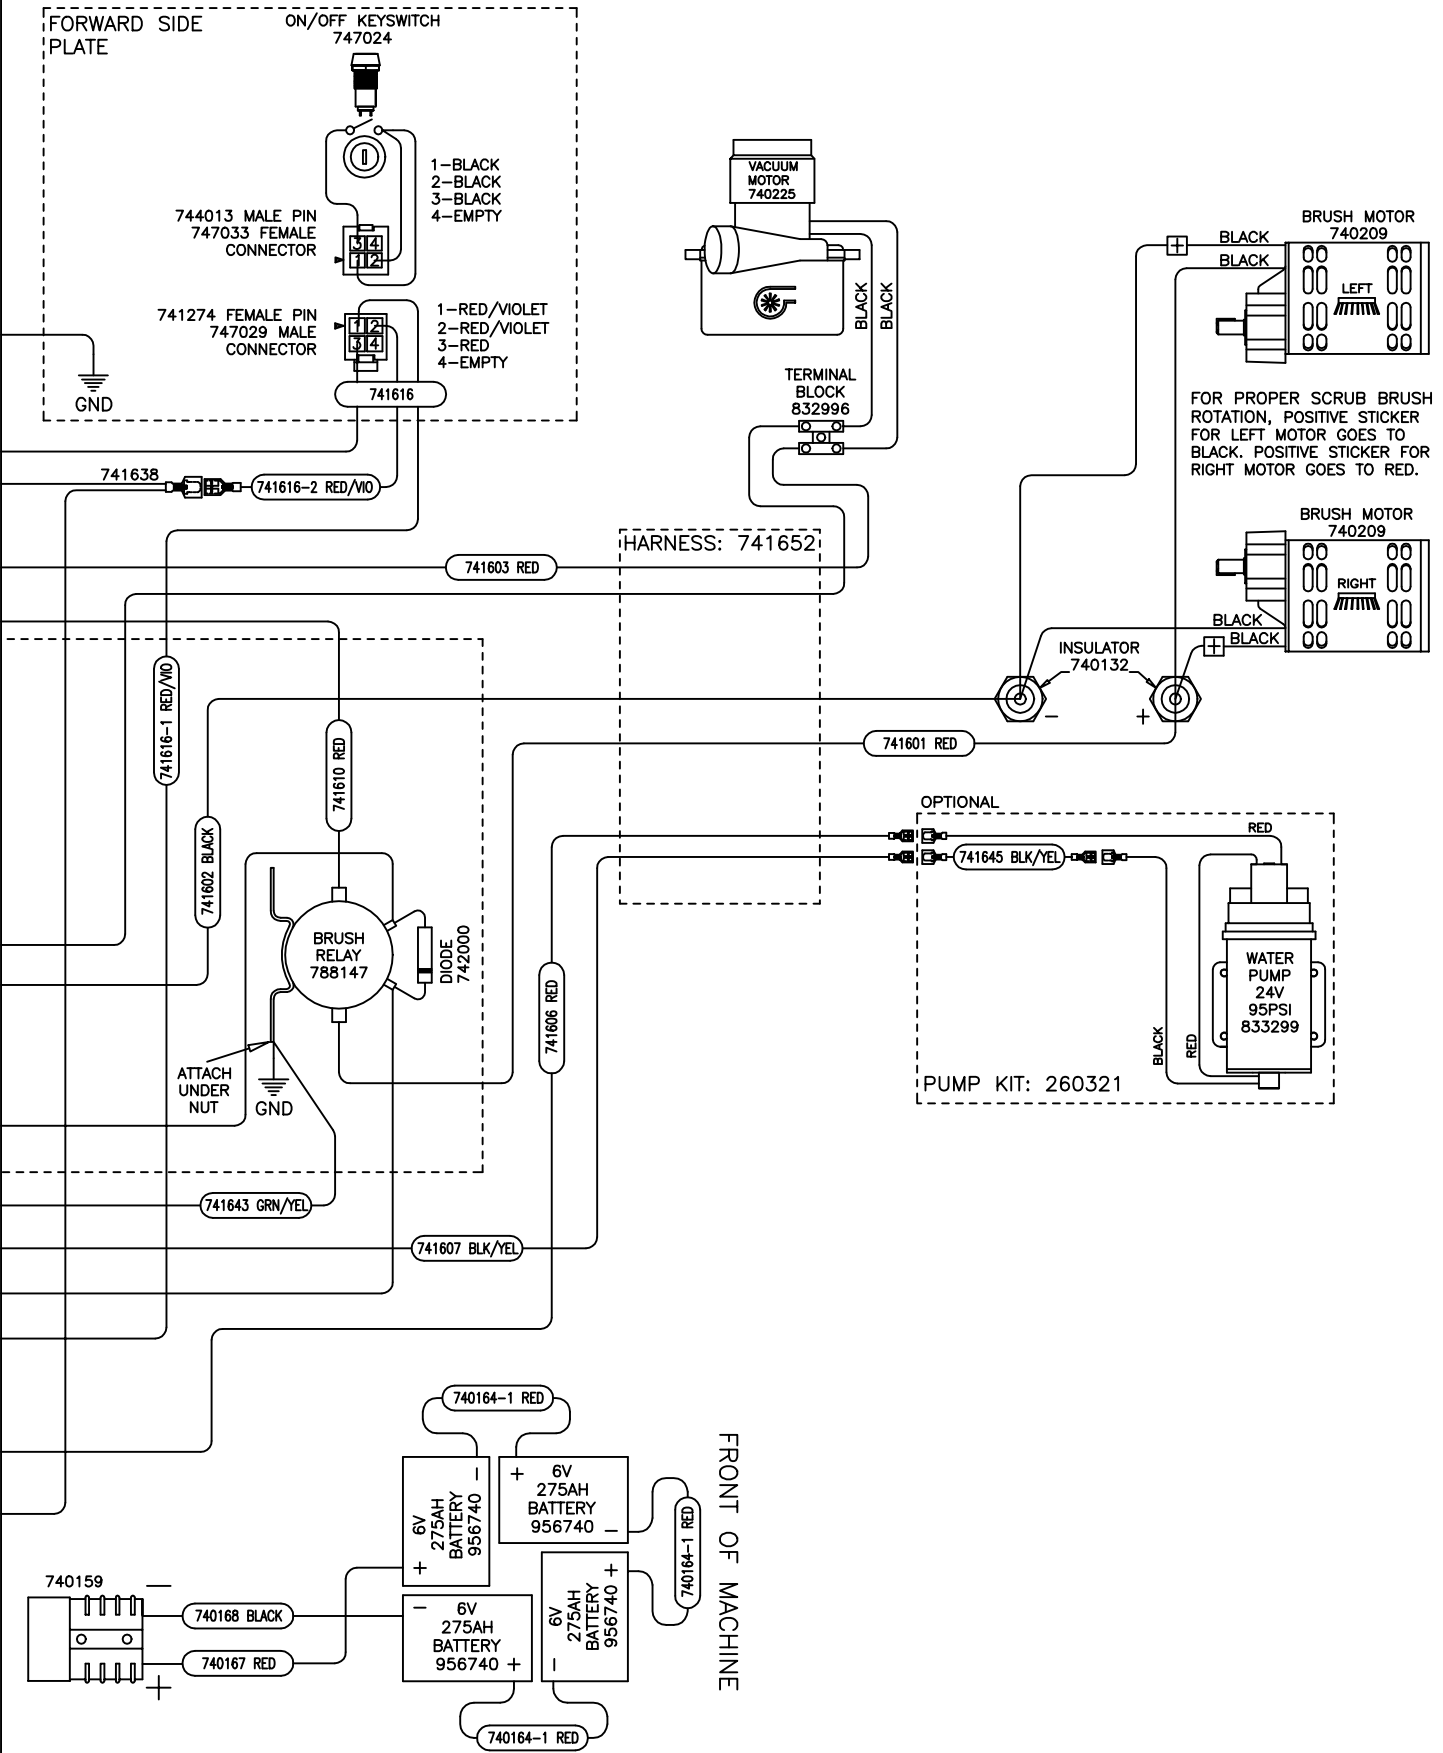 FORWARD SIDE
PLATE
ON/OFF KEYSWITCH
747024
1-BLACK
2-BLACK
3-BLACK
4-EMPTY
744013 MALE PIN
747033 FEMALE
CONNECTOR
3 4
1 2
741274 FEMALE PIN
747029 MALE
CONNECTOR
1 2
3 4
1-RED/VIOLET
2-RED/VIOLET
3-RED
4-EMPTY
741616
GND
741638
741616-2 RED/VIO
VACUUM
MOTOR
740225
BLACK
BLACK
TERMINAL
BLOCK
832996
BRUSH MOTOR
740209
BLACK
BLACK
LEFT
+
FOR PROPER SCRUB BRUSH
ROTATION, POSITIVE STICKER
FOR LEFT MOTOR GOES TO
BLACK. POSITIVE STICKER FOR
RIGHT MOTOR GOES TO RED.
BRUSH MOTOR
740209
RIGHT
BLACK
+ BLACK
HARNESS: 741652
741603 RED
INSULATOR
740132
- +
741601 RED
741616-1 RED/VIO
741610 RED
741602 BLACK
BRUSH
RELAY
788147
DIODE
742000
ATTACH
UNDER
NUT
GND
741606 RED
741643 GRN/YEL
741607 BLK/YEL
OPTIONAL
RED
741645 BLK/YEL
WATER
PUMP
24V
95PSI
833299
BLACK
RED
PUMP KIT: 260321
740164-1 RED
6V
275AH
BATTERY
956740
+ -
+ 6V
275AH
BATTERY
956740 -
740164-1 RED
6V
275AH
BATTERY
956740
+ -
- 6V
275AH
BATTERY
956740 +
740164-1 RED
FRONT OF MACHINE
740159
-
740168 BLACK
740167 RED
+